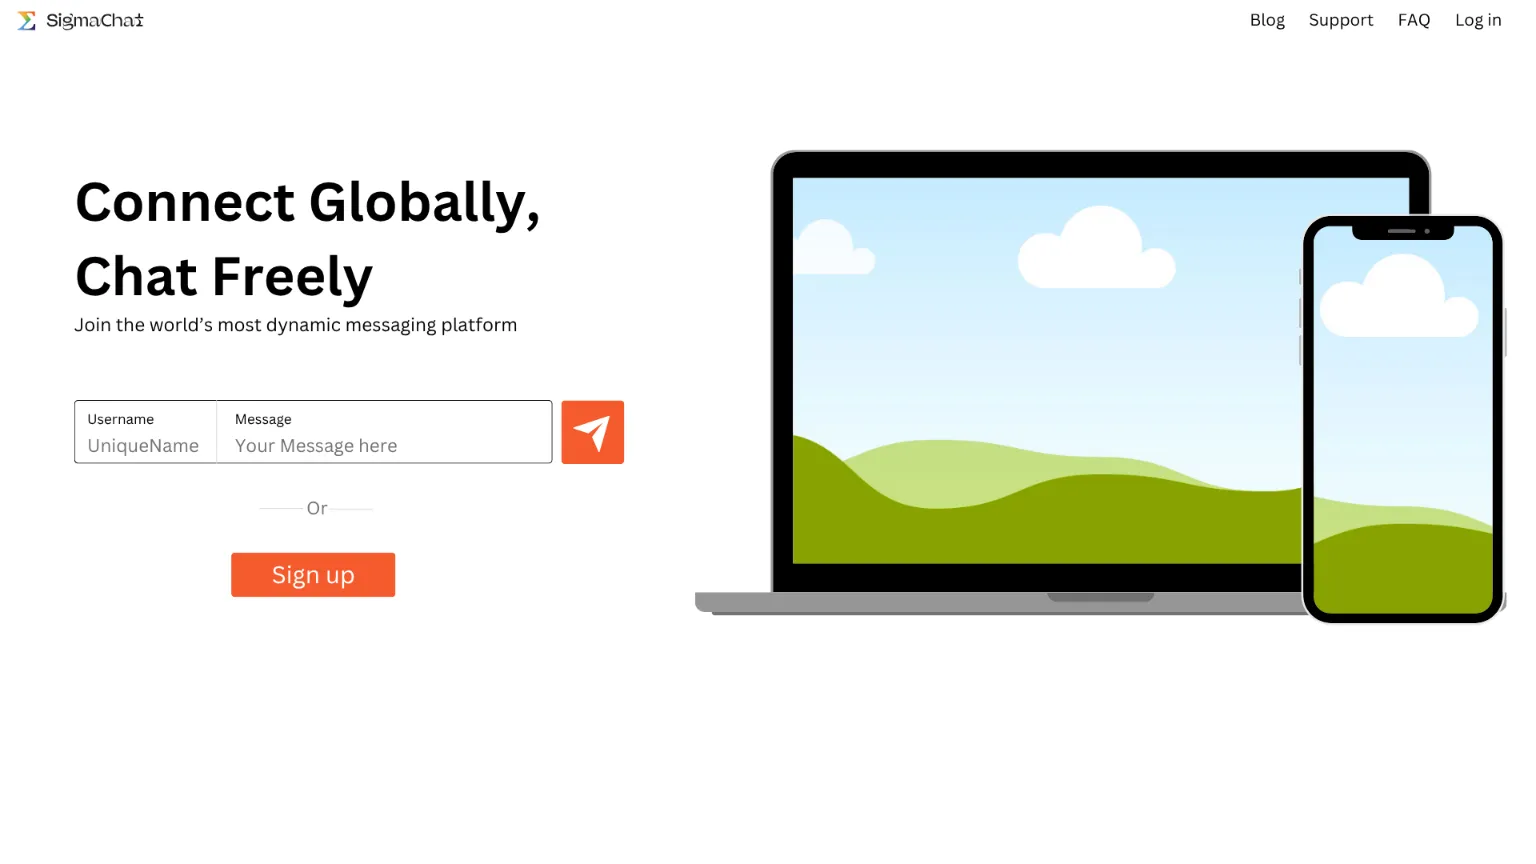 SigmaChat
Blog Support FAQ Log in
Connect Globally,
Chat Freely
Join the world’s most dynamic messaging platform
Username Message
UniqueName Your Message here
Or
Sign up